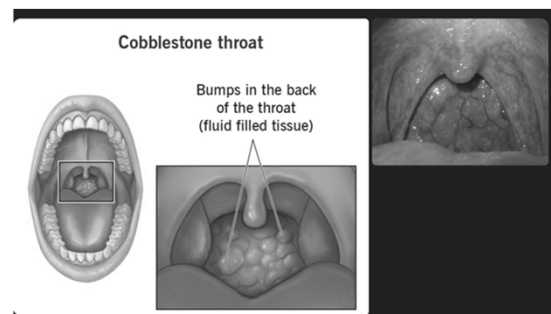 Cobblestone throat
Bumps in the back
of the throat
(fluid filled tissue)